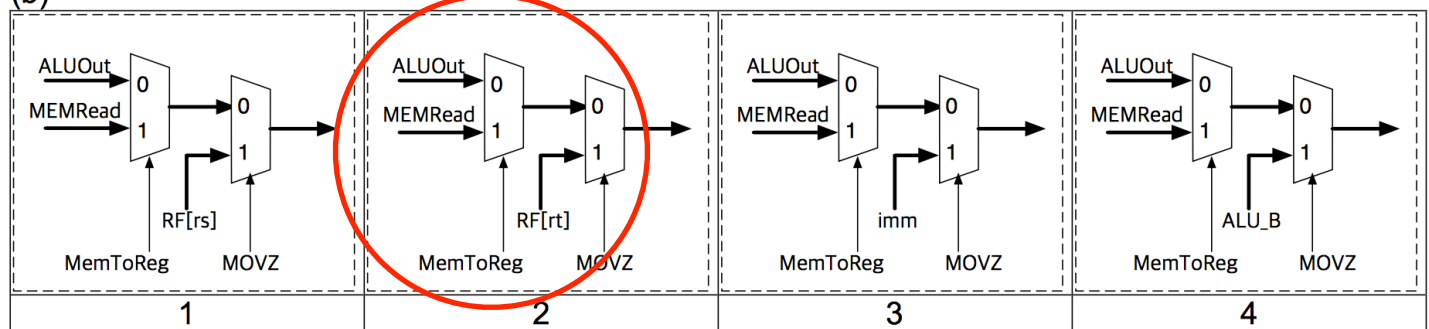 (b)
ALUOut
MEMRead
0
1
0
1
RF[rs]
MemToReg
MOVZ
1
ALUOut
MEMRead
0
1
0
1
RF[rt]
MemToReg
MOVZ
2
ALUOut
MEMRead
0
1
0
1
imm
MemToReg
MOVZ
3
ALUOut
MEMRead
0
1
0
1
ALU_B
MemToReg
MOVZ
4